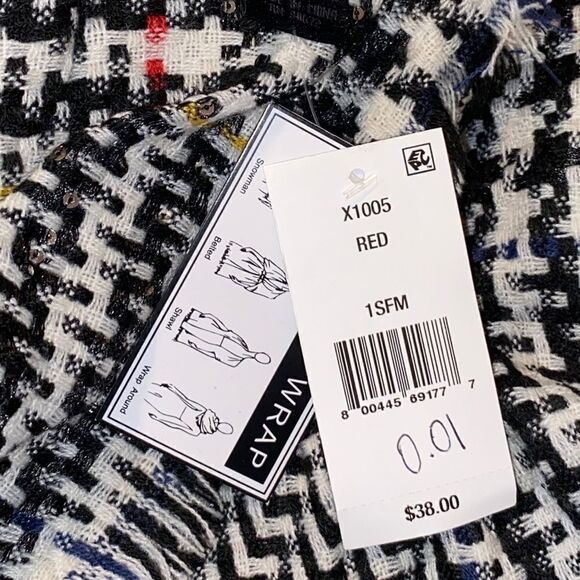 Snowman
Belted
Shawl
Wrap Around
WRAP
X1005
RED
1SFM
8 00445 69177 7
0.01
$38.00